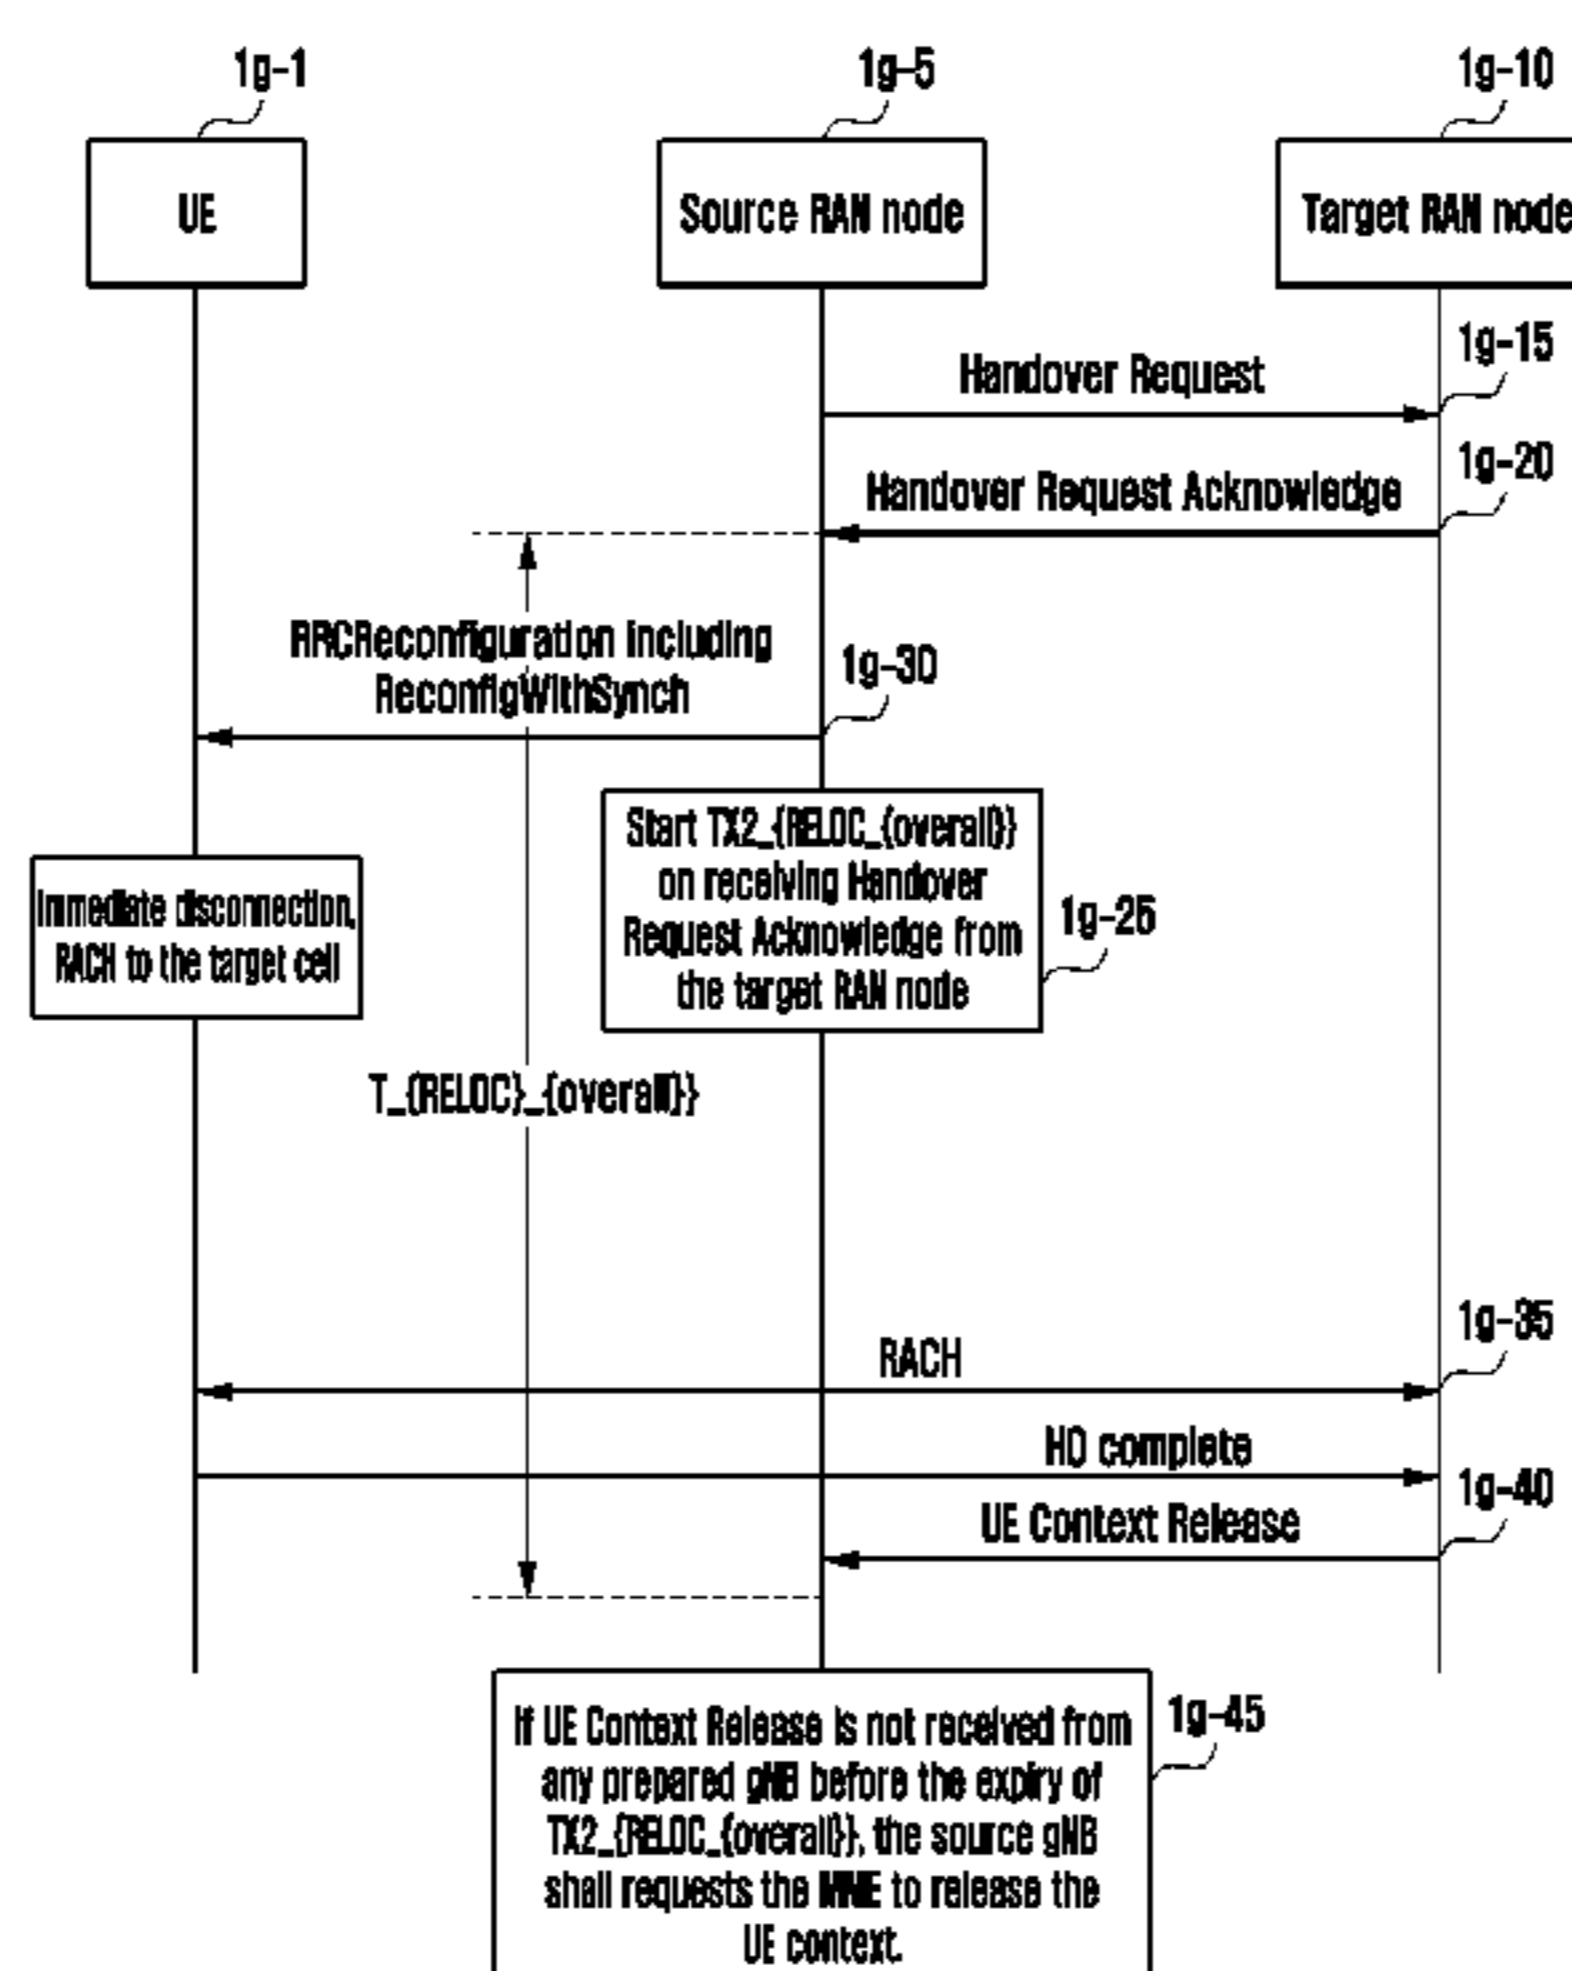 1g-1
1g-5
1g-10
UE
Source RAN node
Target RAN node
1g-15
Handover Request
1g-20
Handover Request Acknowledge
RRCReconfiguration including
ReconfigWithSynch
1g-30
Start TX2_{RELOC_{overall}}
on receiving Handover
Request Acknowledge from
the target RAN node
1g-25
Immediate disconnection,
RACH to the target cell
T_{RELOC}_{overall}}
1g-35
RACH
HO complete
1g-40
UE Context Release
1g-45
If UE Context Release is not received from
any prepared gNB before the expiry of
TX2_{RELOC_{overall}}, the source gNB
shall requests the MME to release the
UE context.